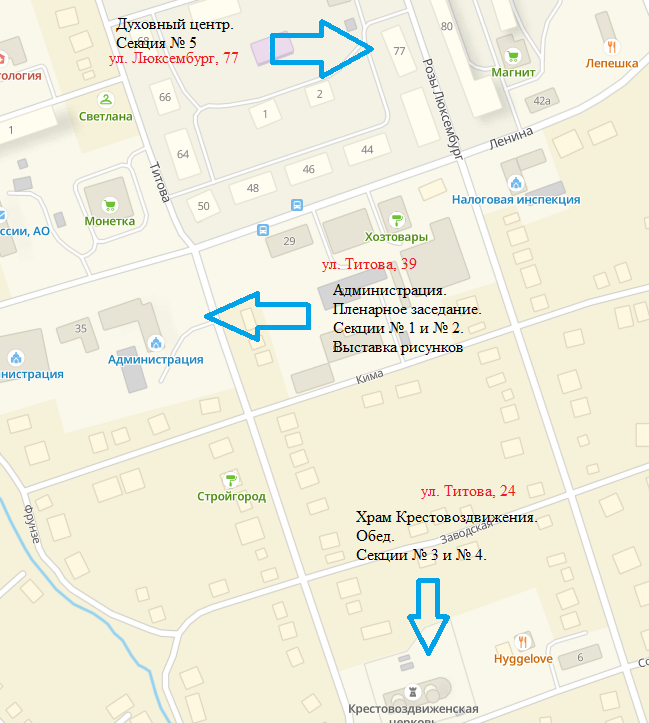 Духовный центр.
Секция № 5
ул. Люксембург, 77
68
77
80
Магнит
Лепешка
тология
Светлана
66
1
2
1
42а
Розы Люксембург
Ленина
64
44
46
48
50
Титова
Монетка
Налоговая инспекция
ссии, АО
29
Хозтовары
ул. Титова, 39
Администрация.
Пленарное заседание.
Секции № 1 и № 2.
Выставка рисунков
35
Администрация
нистрация
Кима
Стройгород
ул. Титова, 24
Храм Крестовоздвижения.
Обед.
Секции № 3 и № 4.
Заводская
Фрунзе
Hyggelove
6
Крестовоздвиженская
церковь